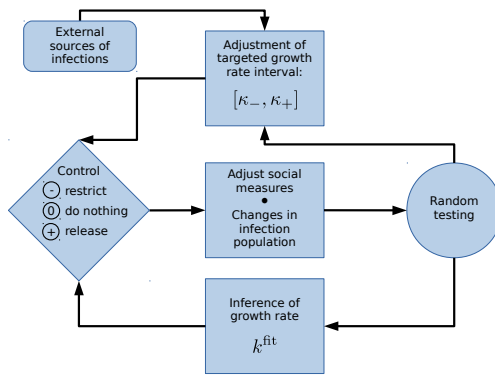 External
sources of
infections
Adjustment of
targeted growth
rate interval:
[κ₋, κ₊]
Control
- restrict
0 do nothing
+ release
Adjust social
measures
•
Changes in
infection
population
Random
testing
Inference of
growth rate
k^fit